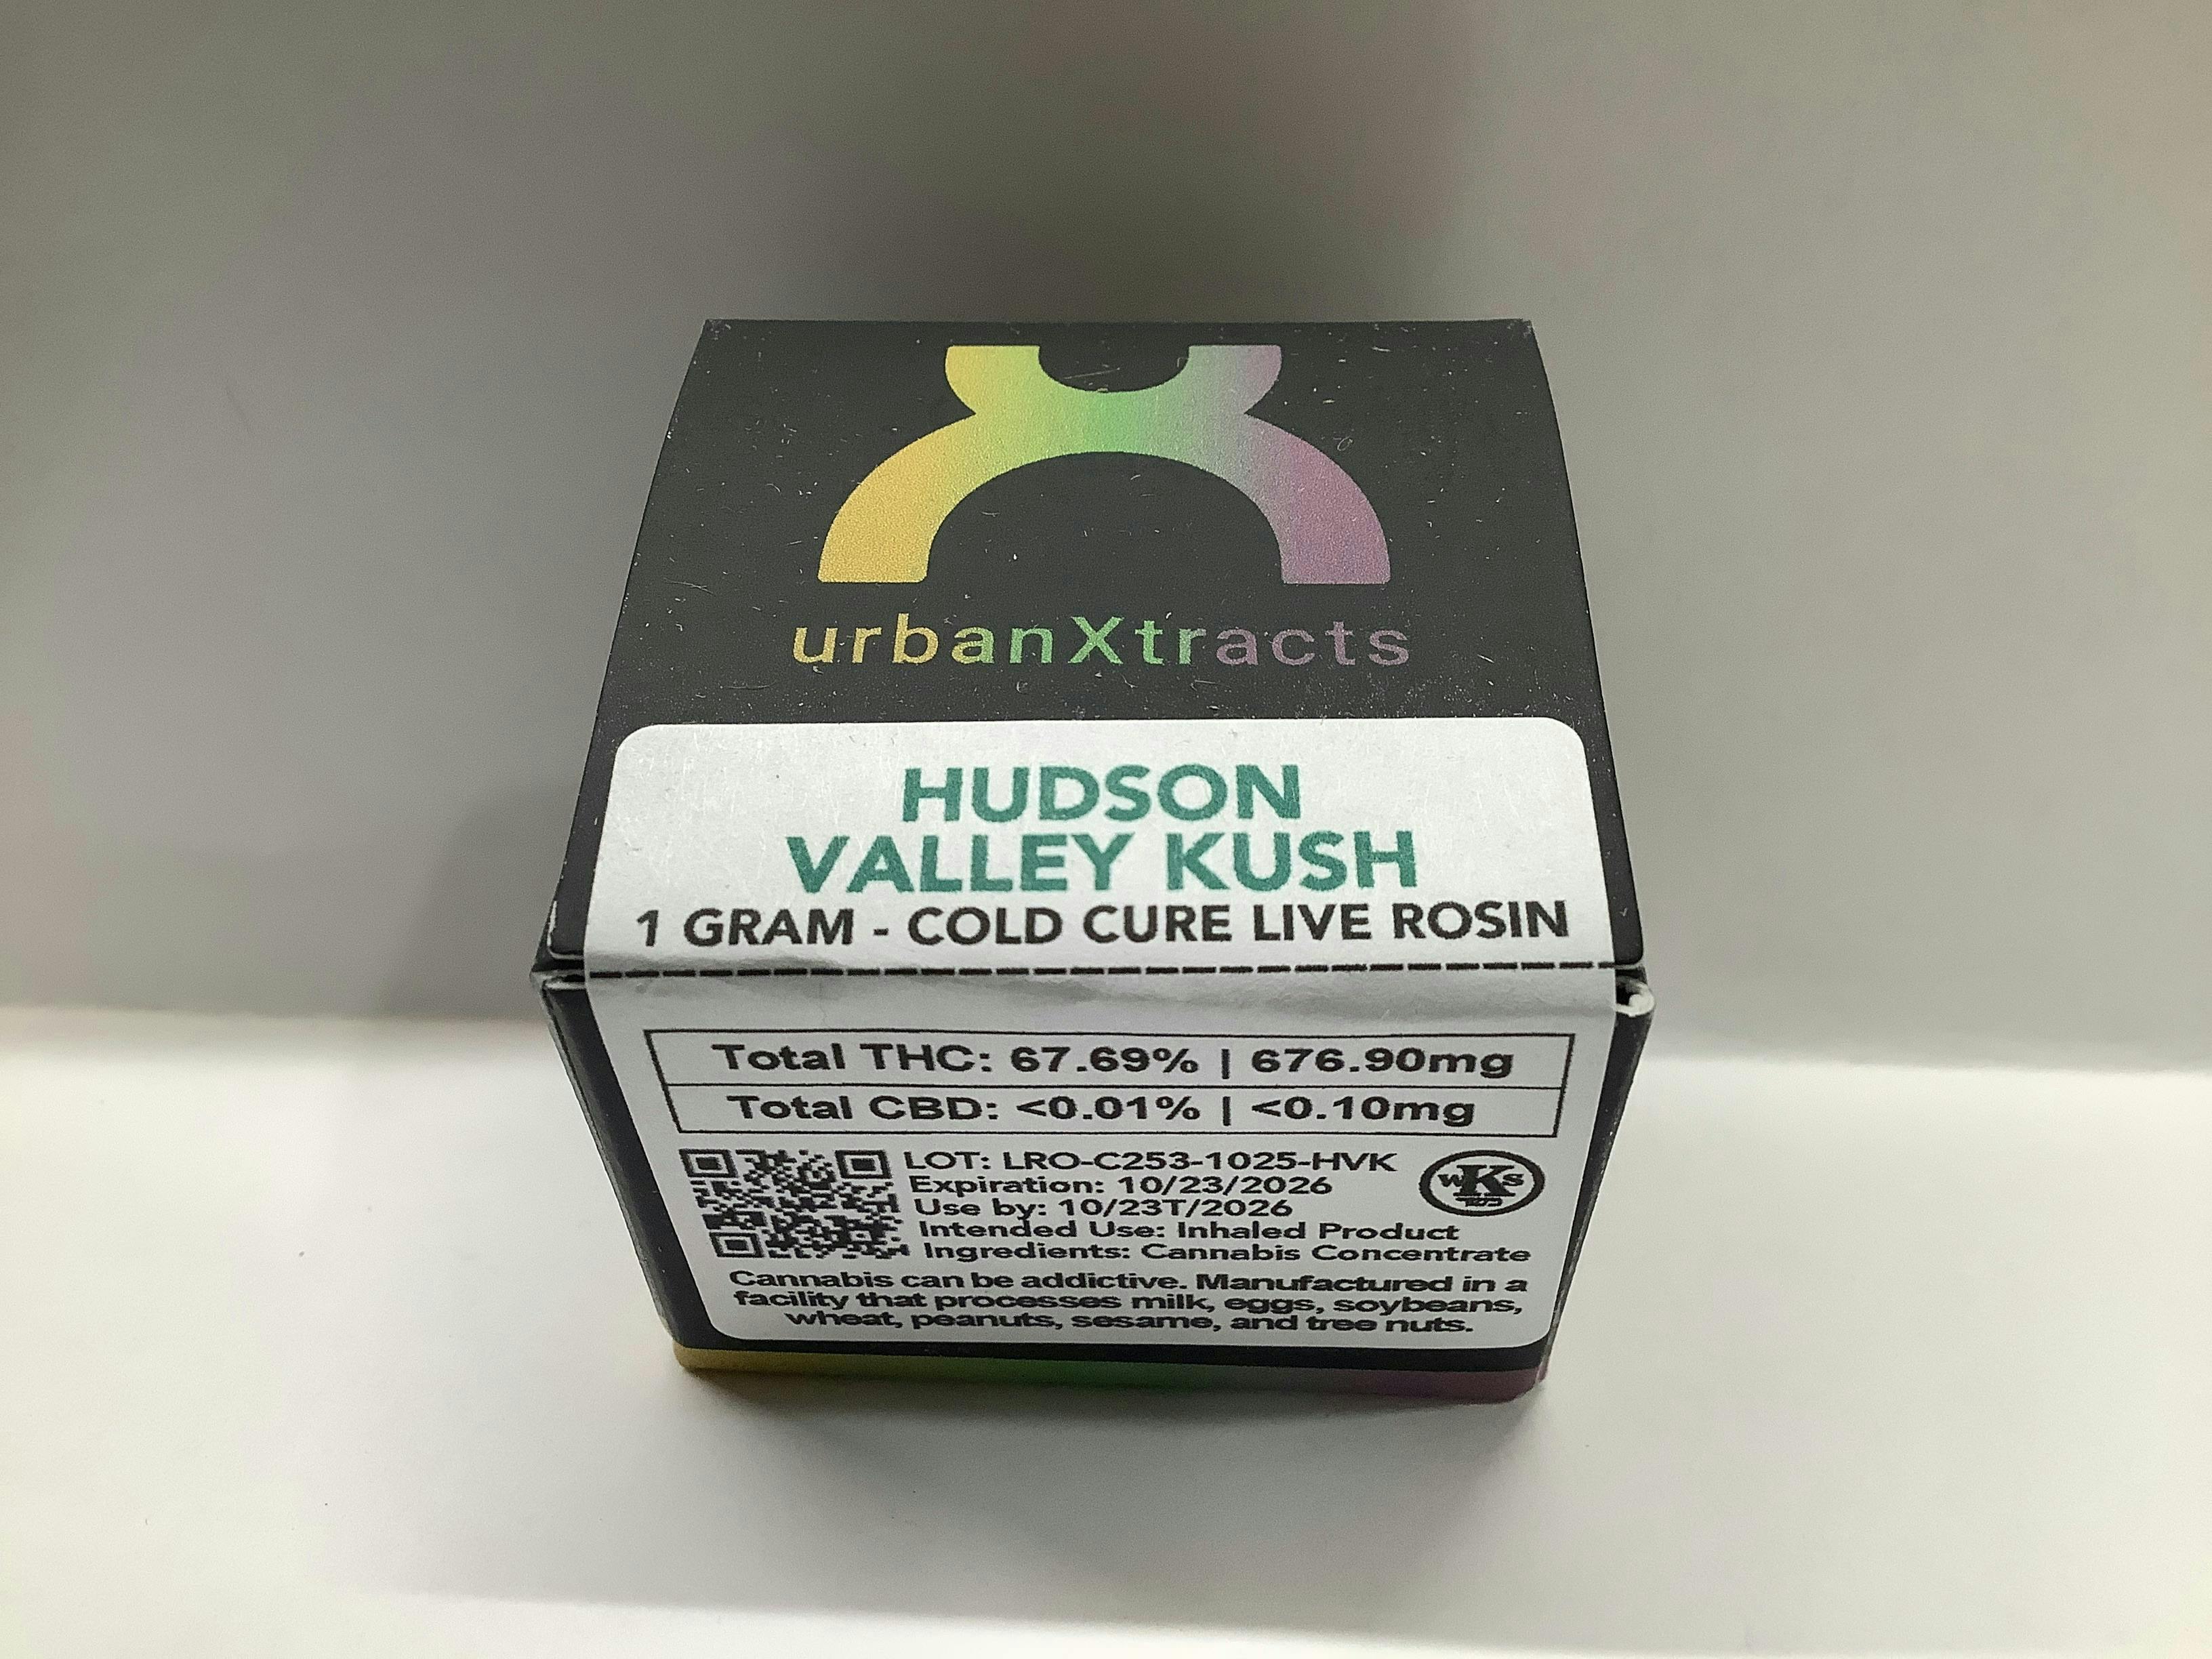 urbanXtracts
HUDSON
VALLEY KUSH
1 GRAM - COLD CURE LIVE ROSIN
Total THC: 67.69% | 676.90mg
Total CBD: <0.01% | <0.10mg
LOT: LRO-C253-1025-HVK
Expiration: 10/23/2026
Use by: 10/23T/2026
Intended Use: Inhaled Product
Ingredients: Cannabis Concentrate
WKS
Cannabis can be addictive. Manufactured in a
facility that processes milk, eggs, soybeans,
wheat, peanuts, sesame, and tree nuts.